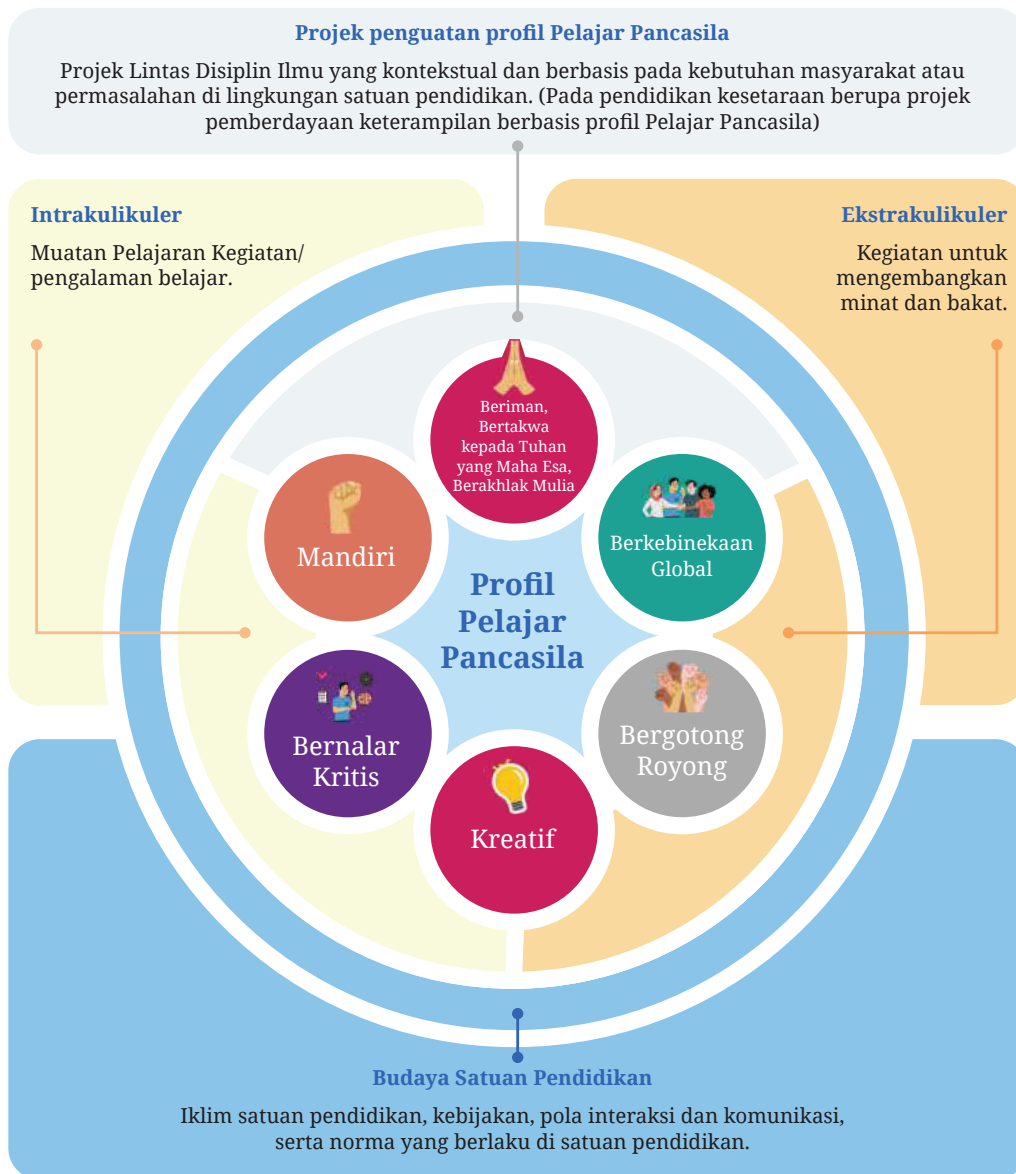 Projek penguatan profil Pelajar Pancasila
Projek Lintas Disiplin Ilmu yang kontekstual dan berbasis pada kebutuhan masyarakat atau
permasalahan di lingkungan satuan pendidikan. (Pada pendidikan kesetaraan berupa projek
pemberdayaan keterampilan berbasis profil Pelajar Pancasila)
Intrakulikuler
Muatan Pelajaran Kegiatan/
pengalaman belajar.
Ekstrakulikuler
Kegiatan untuk
mengembangkan
minat dan bakat.
Beriman,
Bertakwa
kepada Tuhan
yang Maha Esa,
Berakhlak Mulia
Mandiri
Berkebinekaan
Global
Profil
Pelajar
Pancasila
Bernalar
Kritis
Bergotong
Royong
Kreatif
Budaya Satuan Pendidikan
Iklim satuan pendidikan, kebijakan, pola interaksi dan komunikasi,
serta norma yang berlaku di satuan pendidikan.